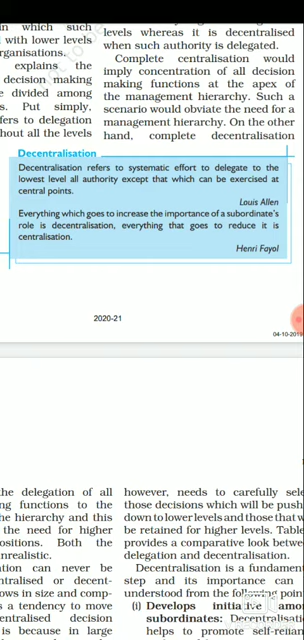 in which such
with lower levels
organisations.
explains the
decision making
e divided among
s. Put simply,
fers to delegation
hout all the levels
levels whereas it is decentralised
when such authority is delegated.
Complete centralisation would
imply concentration of all decision
making functions at the apex of
the management hierarchy. Such a
scenario would obviate the need for a
management hierarchy. On the other
hand, complete decentralisation
Decentralisation
Decentralisation refers to systematic effort to delegate to the
lowest level all authority except that which can be exercised at
central points.
Louis Allen
Everything which goes to increase the importance of a subordinate's
role is decentralisation, everything that goes to reduce it is
centralisation.
Henri Fayol
2020-21
04-10-2019
the delegation of all
ng functions to the
he hierarchy and this
the need for higher
ositions. Both the
nrealistic.
ation can never be
ntralised or decent-
ows in size and comp-
s a tendency to move
entralised decision
is because in large
however, needs to carefully sele
those decisions which will be push
down to lower levels and those that w
be retained for higher levels. Table
provides a comparative look betwe
delegation and decentralisation.
Decentralisation is a fundament
step and its importance can
understood from the following poin
(i) Develops initiative amon
subordinates: Decentralisat
helps to promote self-relian